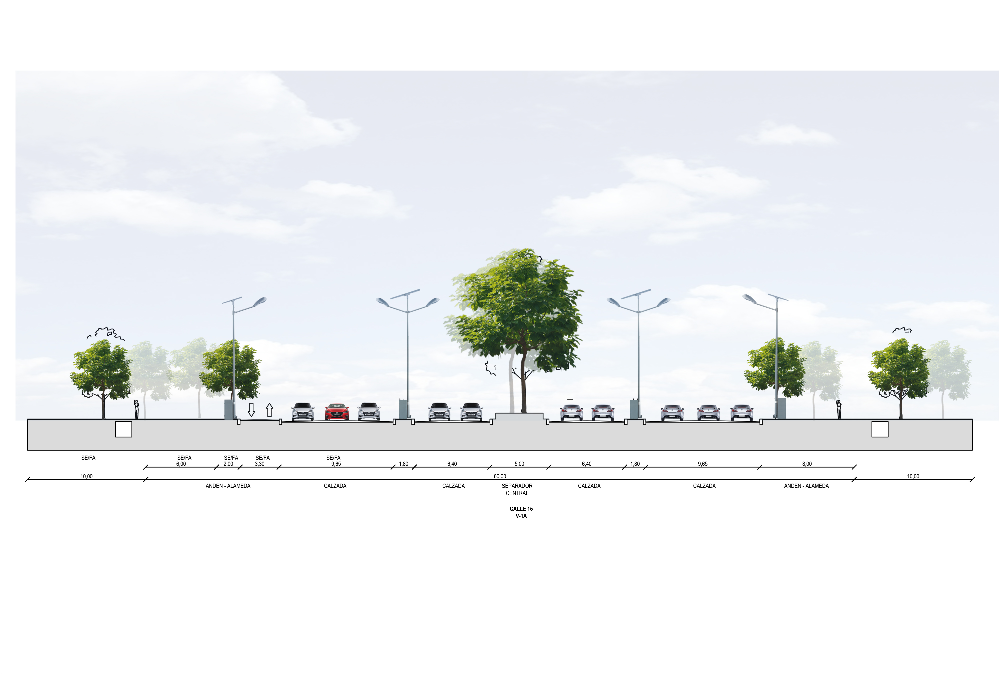 SE/FA SE/FA SE/FA SE/FA SE/FA
6,00 2,00 3,30 9,65 1,80 6,40 5,00 6,40 1,80 9,65 8,00
10,00 60,00 10,00
ANDEN - ALAMEDA CALZADA CALZADA SEPARADOR CALZADA CALZADA ANDEN - ALAMEDA
CENTRAL
CALLE 15
V-1A